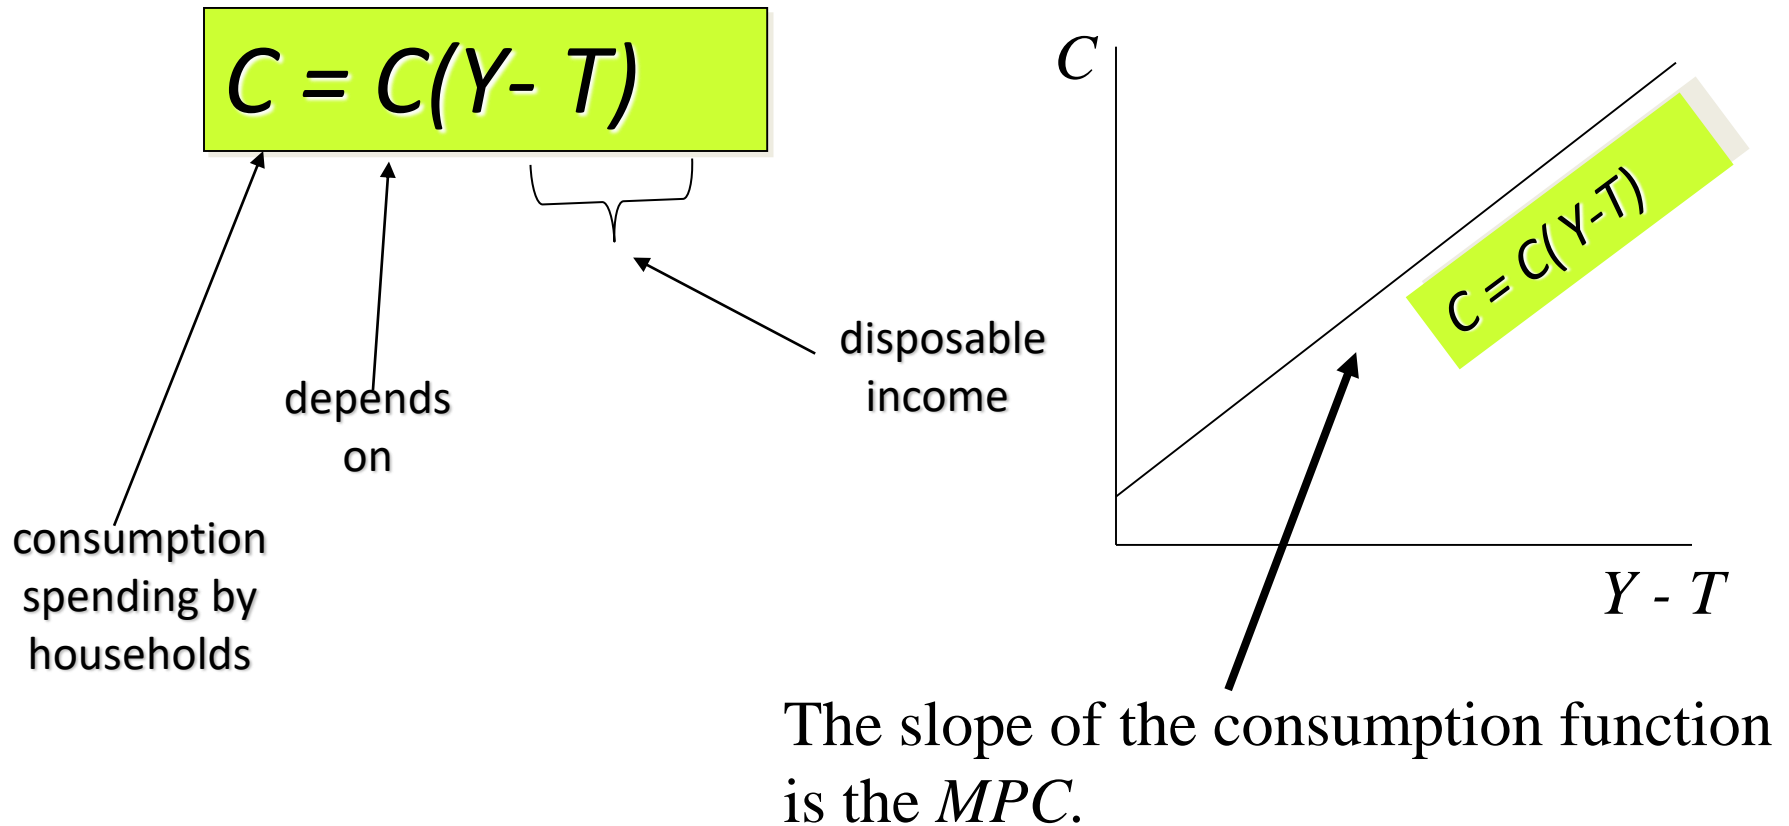 C = C(Y- T)
disposable
income
depends
on
consumption
spending by
households
C
C = C( Y-T)
Y - T
The slope of the consumption function
is the MPC.